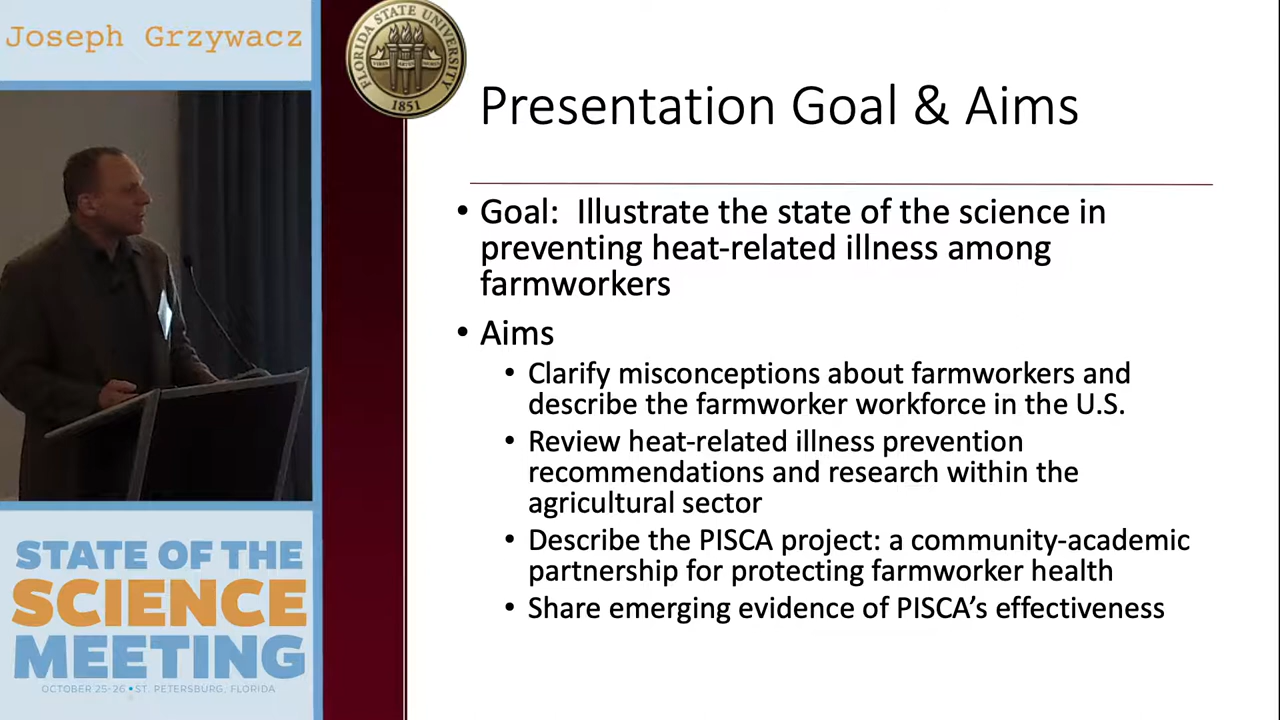 Joseph Grzywacz
FLORIDA STATE UNIVERSITY
1851
Presentation Goal & Aims
• Goal: Illustrate the state of the science in
preventing heat-related illness among
farmworkers
• Aims
• Clarify misconceptions about farmworkers and
describe the farmworker workforce in the U.S.
• Review heat-related illness prevention
recommendations and research within the
agricultural sector
• Describe the PISCA project: a community-academic
partnership for protecting farmworker health
• Share emerging evidence of PISCA’s effectiveness
STATE OF THE
SCIENCE
MEETING
OCTOBER 25-26 • ST. PETERSBURG, FLORIDA